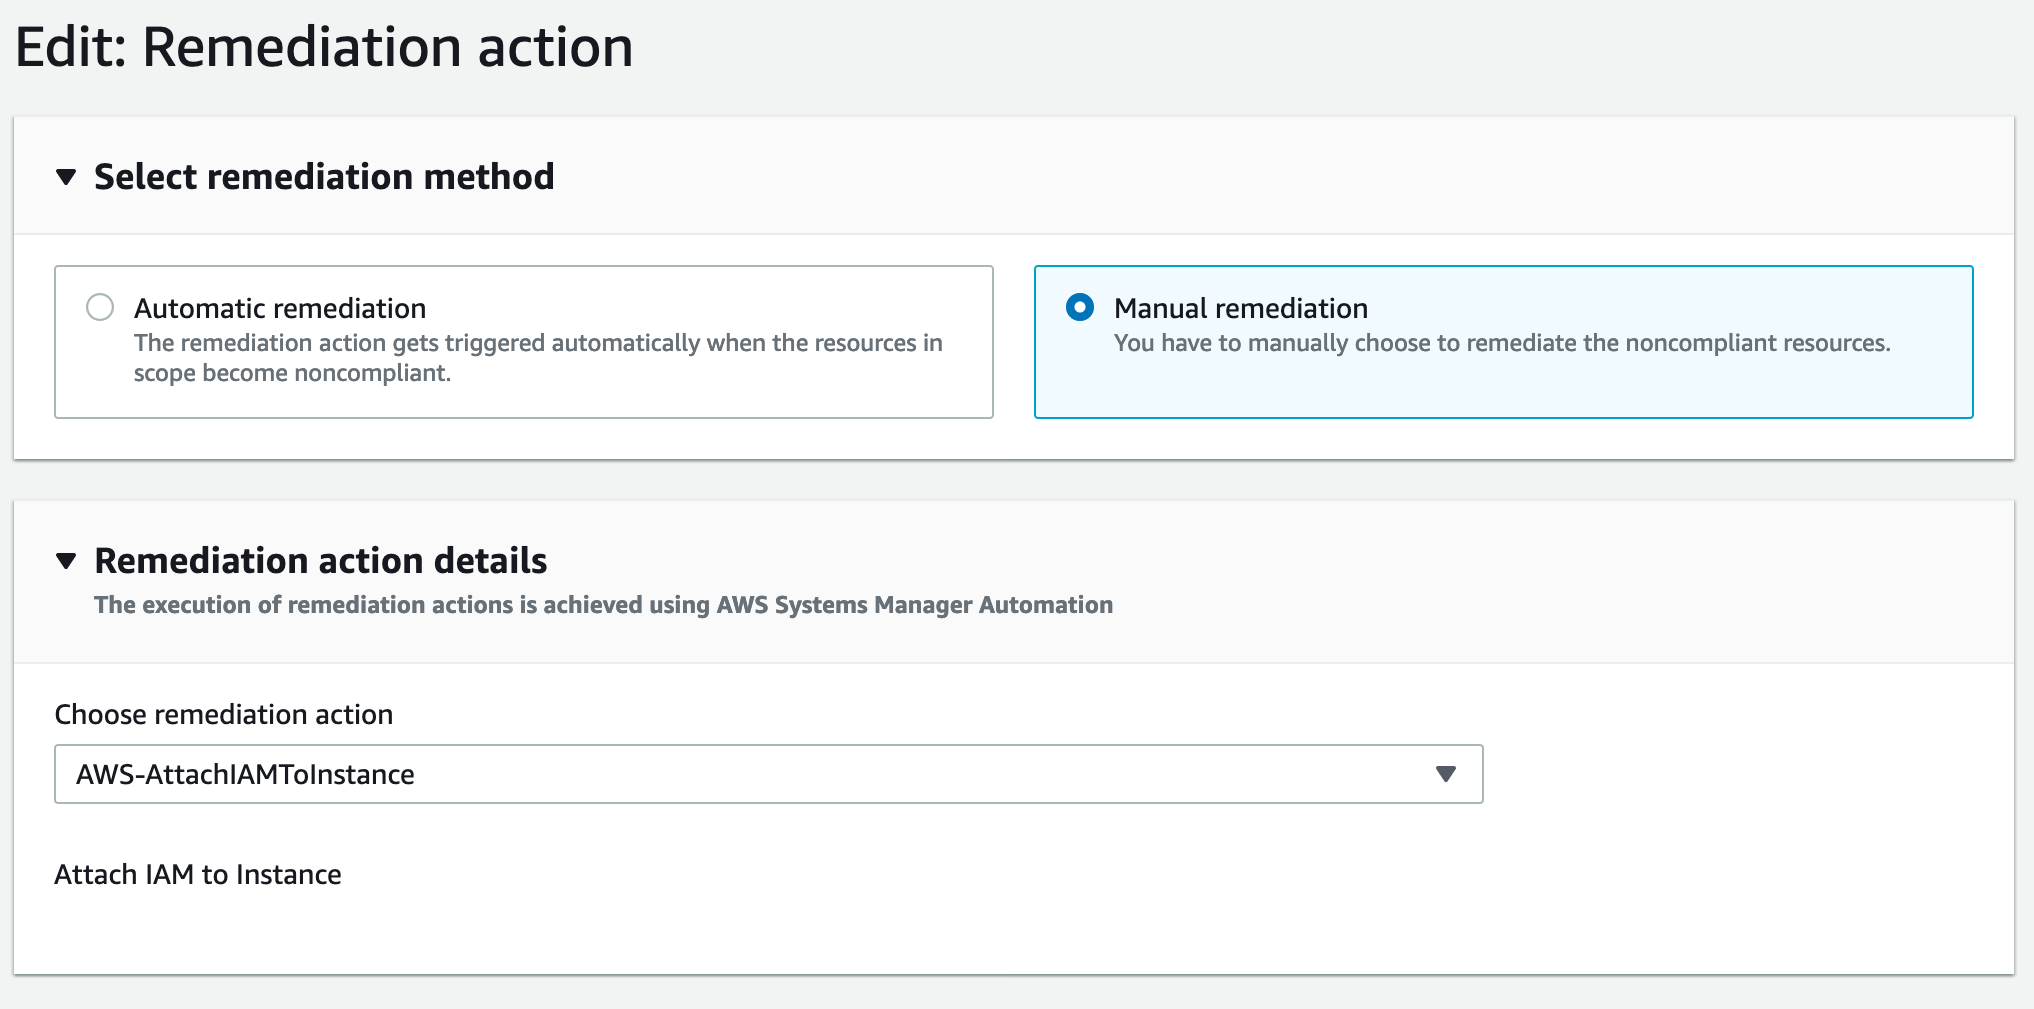 Edit: Remediation action
Select remediation method
Automatic remediation
The remediation action gets triggered automatically when the resources in
scope become noncompliant.
Manual remediation
You have to manually choose to remediate the noncompliant resources.
Remediation action details
The execution of remediation actions is achieved using AWS Systems Manager Automation
Choose remediation action
AWS-AttachIAMToInstance
Attach IAM to Instance